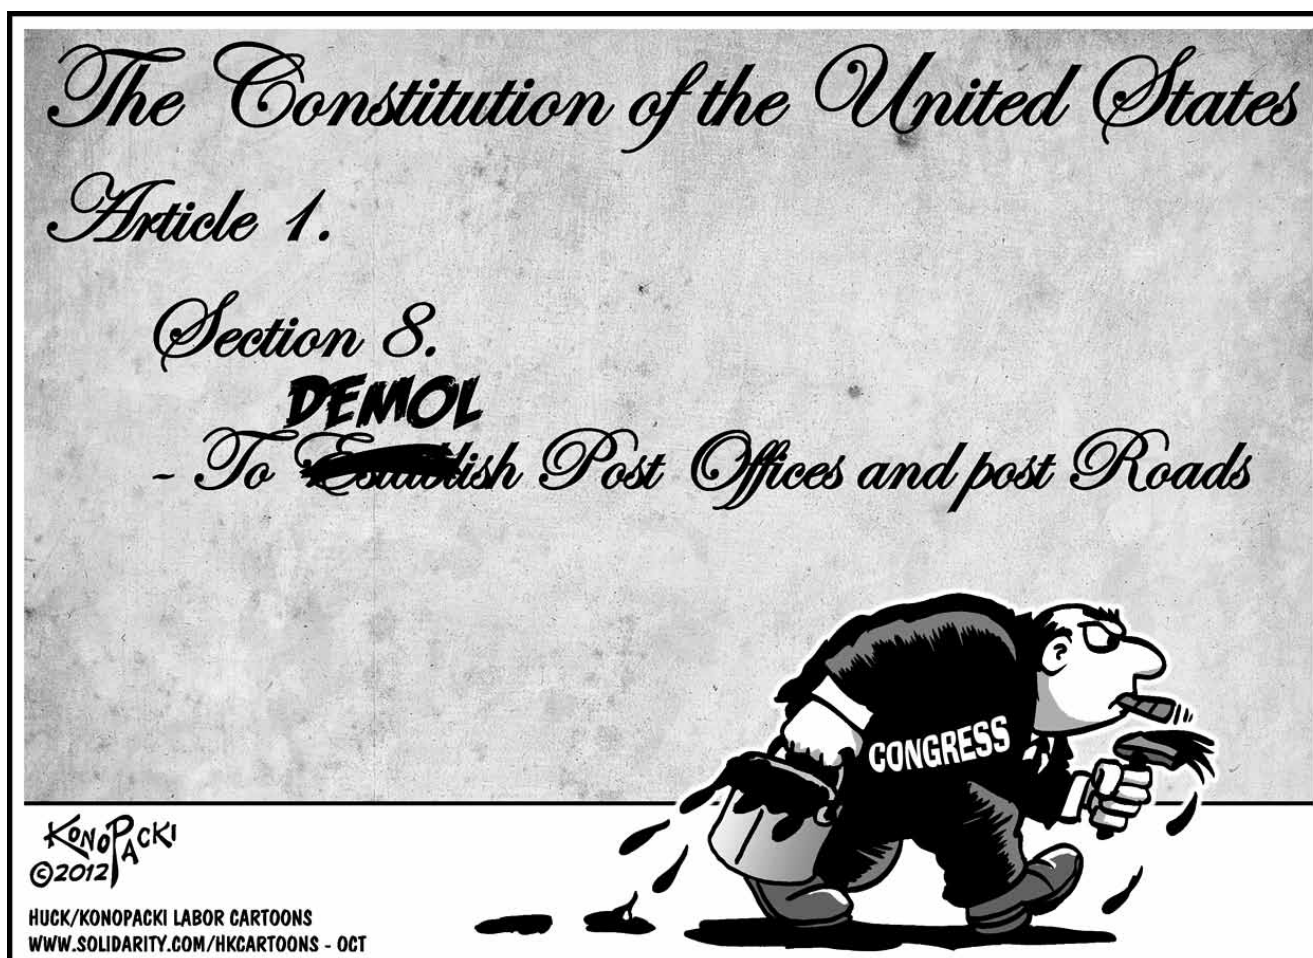 The Constitution of the United States
Article 1.
Section 8.
DEMOL
- To Establish Post Offices and post Roads
CONGRESS
KONOPACKI
©2012
HUCK/KONOPACKI LABOR CARTOONS
WWW.SOLIDARITY.COM/HKCARTOONS - OCT